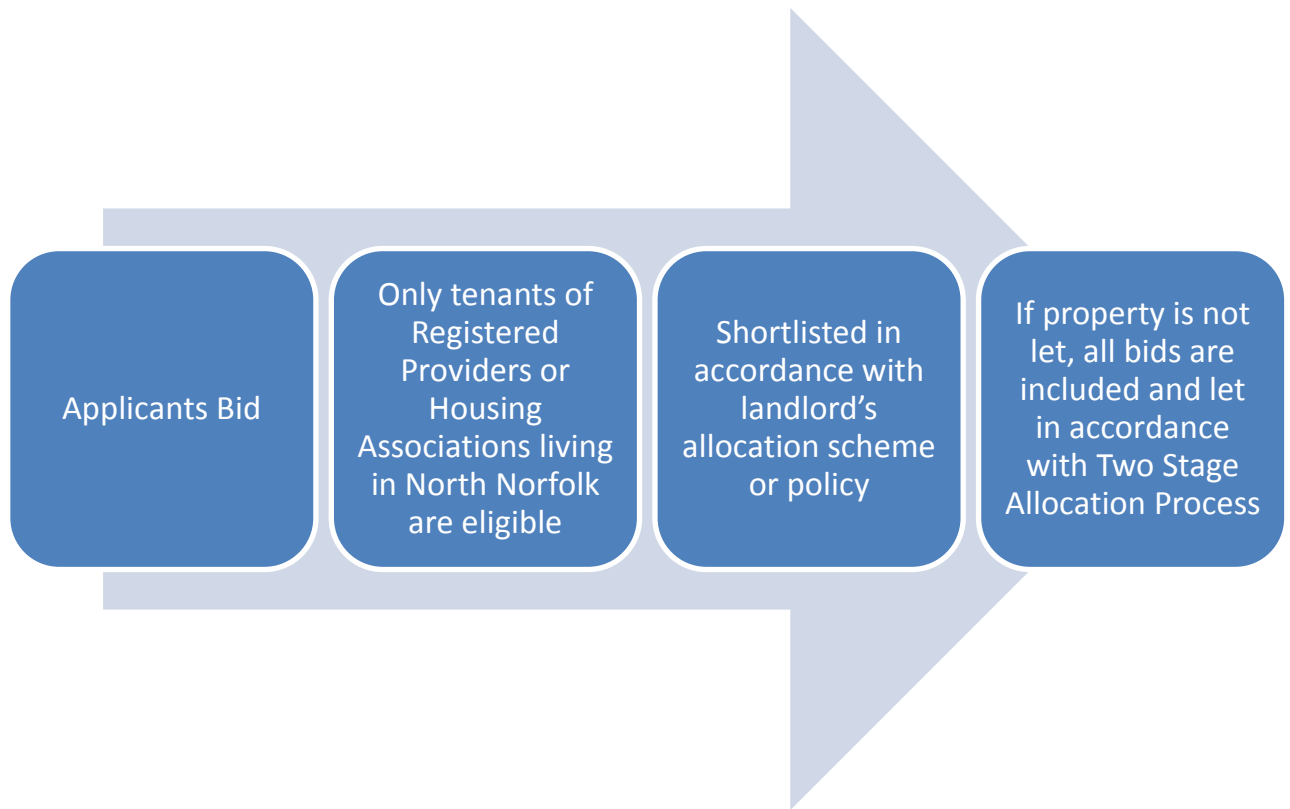 Applicants Bid
Only tenants of
Registered
Providers or
Housing
Associations living
in North Norfolk
are eligible
Shortlisted in
accordance with
landlord’s
allocation scheme
or policy
If property is not
let, all bids are
included and let
in accordance
with Two Stage
Allocation Process